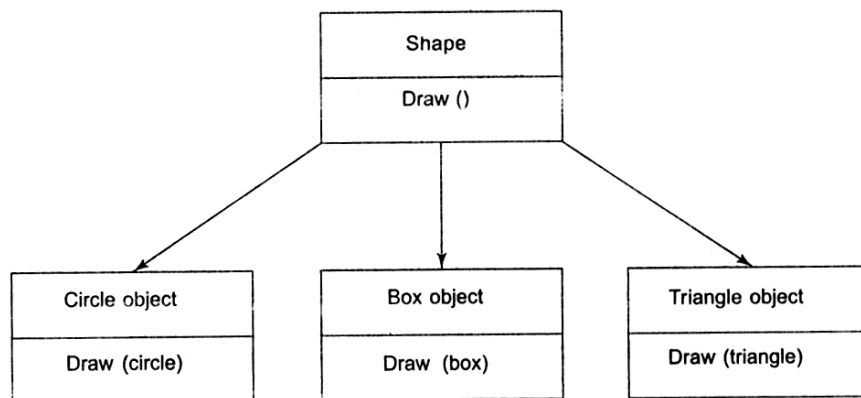 Shape
Draw ()
Circle object
Box object
Triangle object
Draw (circle)
Draw (box)
Draw (triangle)